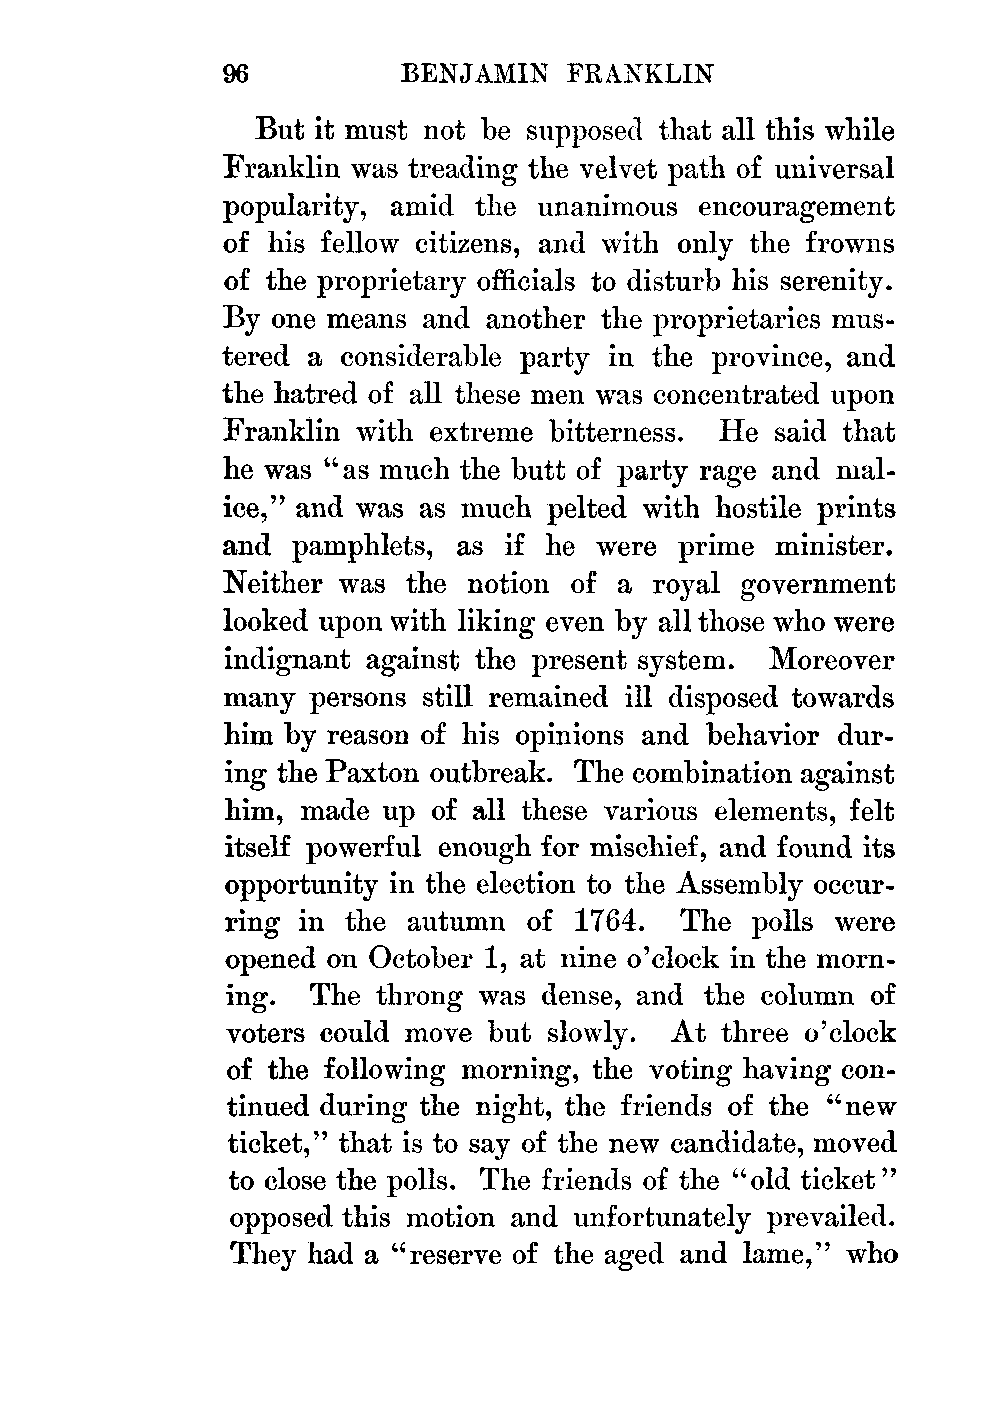 96 BENJAMIN FRANKLIN
But it must not be supposed that all this while
Franklin was treading the velvet path of universal
popularity, amid the unanimous encouragement
of his fellow citizens, and with only the frowns
of the proprietary officials to disturb his serenity.
By one means and another the proprietaries mus-
tered a considerable party in the province, and
the hatred of all these men was concentrated upon
Franklin with extreme bitterness. He said that
he was “as much the butt of party rage and mal-
ice,” and was as much pelted with hostile prints
and pamphlets, as if he were prime minister.
Neither was the notion of a royal government
looked upon with liking even by all those who were
indignant against the present system. Moreover
many persons still remained ill disposed towards
him by reason of his opinions and behavior dur-
ing the Paxton outbreak. The combination against
him, made up of all these various elements, felt
itself powerful enough for mischief, and found its
opportunity in the election to the Assembly occur-
ring in the autumn of 1764. The polls were
opened on October 1, at nine o’clock in the morn-
ing. The throng was dense, and the column of
voters could move but slowly. At three o’clock
of the following morning, the voting having con-
tinued during the night, the friends of the “new
ticket,” that is to say of the new candidate, moved
to close the polls. The friends of the “old ticket”
opposed this motion and unfortunately prevailed.
They had a “reserve of the aged and lame,” who